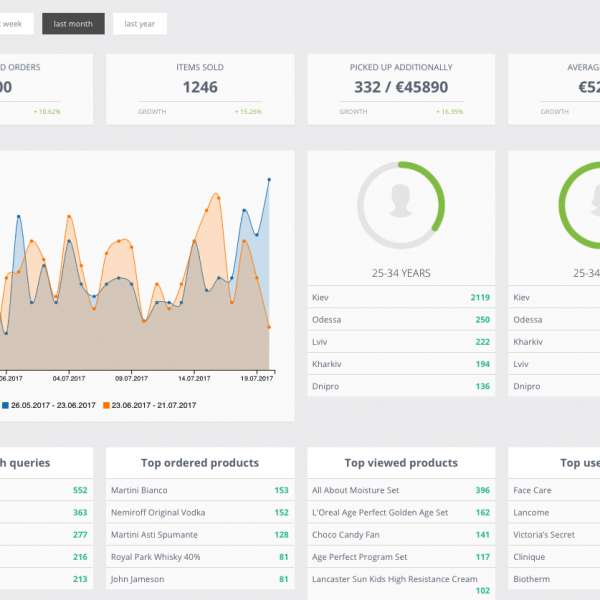 week
last month
last year
D ORDERS
00
+ 18.62%
ITEMS SOLD
1246
GROWTH
+ 15.26%
PICKED UP ADDITIONALLY
332 / €45890
GROWTH
+ 16.35%
AVERAG
€52
GROWTH
06.2017
04.07.2017
09.07.2017
14.07.2017
19.07.2017
26.05.2017 - 23.06.2017
23.06.2017 - 21.07.2017
25-34 YEARS
Kiev 2119
Odessa 250
Lviv 222
Kharkiv 194
Dnipro 136
25-34
Kiev
Odessa
Kharkiv
Lviv
Dnipro
h queries
552
363
277
216
213
Top ordered products
Martini Bianco 153
Nemiroff Original Vodka 152
Martini Asti Spumante 128
Royal Park Whisky 40% 81
John Jameson 81
Top viewed products
All About Moisture Set 396
L'Oreal Age Perfect Golden Age Set 162
Choco Candy Fan 141
Age Perfect Program Set 117
Lancaster Sun Kids High Resistance Cream
102
Top use
Face Care
Lancome
Victoria's Secret
Clinique
Biotherm